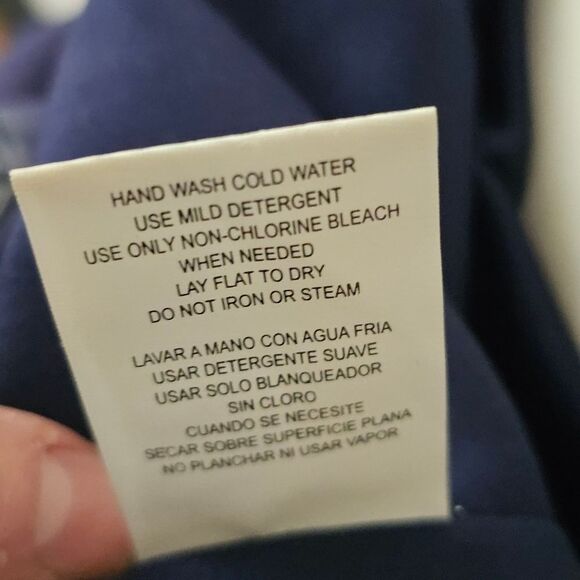 HAND WASH COLD WATER
USE MILD DETERGENT
USE ONLY NON-CHLORINE BLEACH
WHEN NEEDED
LAY FLAT TO DRY
DO NOT IRON OR STEAM
LAVAR A MANO CON AGUA FRIA
USAR DETERGENTE SUAVE
USAR SOLO BLANQUEADOR
SIN CLORO
CUANDO SE NECESITE
SECAR SOBRE SUPERFICIE PLANA
NO PLANCHAR NI USAR VAPOR